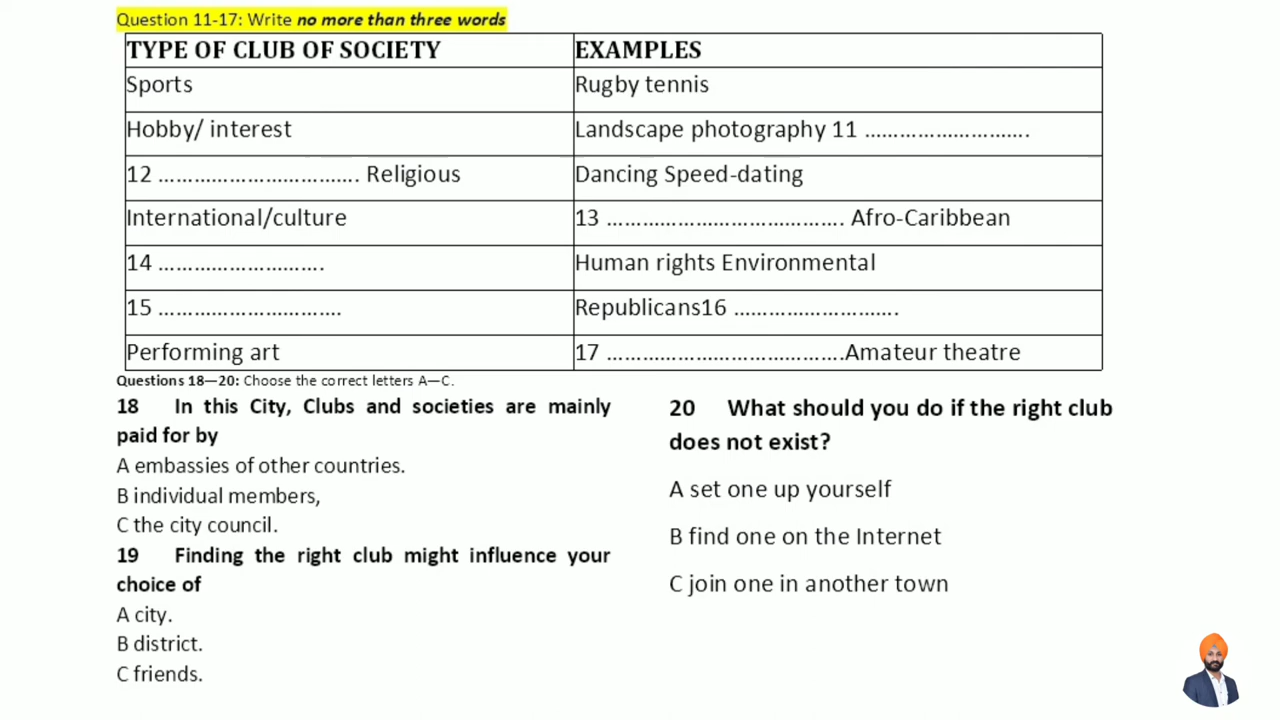 Question 11-17: Write no more than three words
TYPE OF CLUB OF SOCIETY EXAMPLES
Sports Rugby tennis
Hobby/ interest Landscape photography 11 ……………………….
12 ……………………………. Religious Dancing Speed-dating
International/culture 13 …………………………………. Afro-Caribbean
14 ………………………. Human rights Environmental
15 …………………………. Republicans16 ……………………….
Performing art 17 ………………………………….Amateur theatre
Questions 18—20: Choose the correct letters A—C.
18 In this City, Clubs and societies are mainly
paid for by
A embassies of other countries.
B individual members,
C the city council.
19 Finding the right club might influence your
choice of
A city.
B district.
C friends.
20 What should you do if the right club
does not exist?
A set one up yourself
B find one on the Internet
C join one in another town